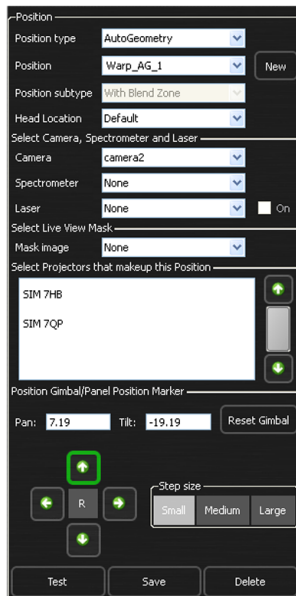 Position
Position type AutoGeometry
Position Warp_AG_1 New
Position subtype With Blend Zone
Head Location Default
Select Camera, Spectrometer and Laser
Camera camera2
Spectrometer None
Laser None On
Select Live View Mask
Mask image None
Select Projectors that makeup this Position
SIM 7HB
SIM 7QP
Position Gimbal/Panel Position Marker
Pan: 7.19 Tilt: -19.19 Reset Gimbal
Step size
R Small Medium Large
Test Save Delete